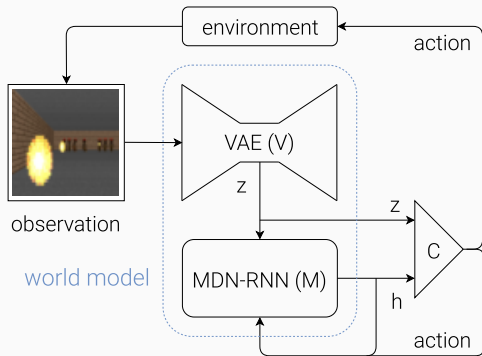 environment
action
VAE (V)
z
observation
z
world model
MDN-RNN (M)
C
h
action